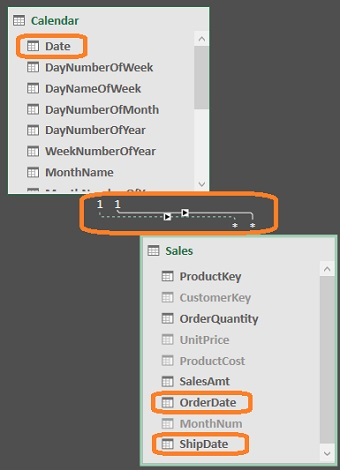 Calendar
Date
DayNumberOfWeek
DayNameOfWeek
DayNumberOfMonth
DayNumberOfYear
WeekNumberOfYear
MonthName
1 1
* *
Sales
ProductKey
CustomerKey
OrderQuantity
UnitPrice
ProductCost
SalesAmt
OrderDate
MonthNum
ShipDate